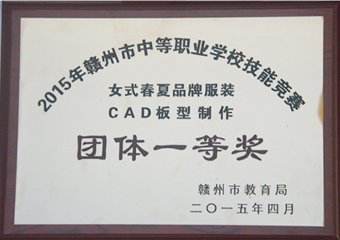 2015年赣州市中等职业学校技能竞赛
女式春夏品牌服装
CAD板型制作
团体一等奖
赣州市教育局
二〇一五年四月